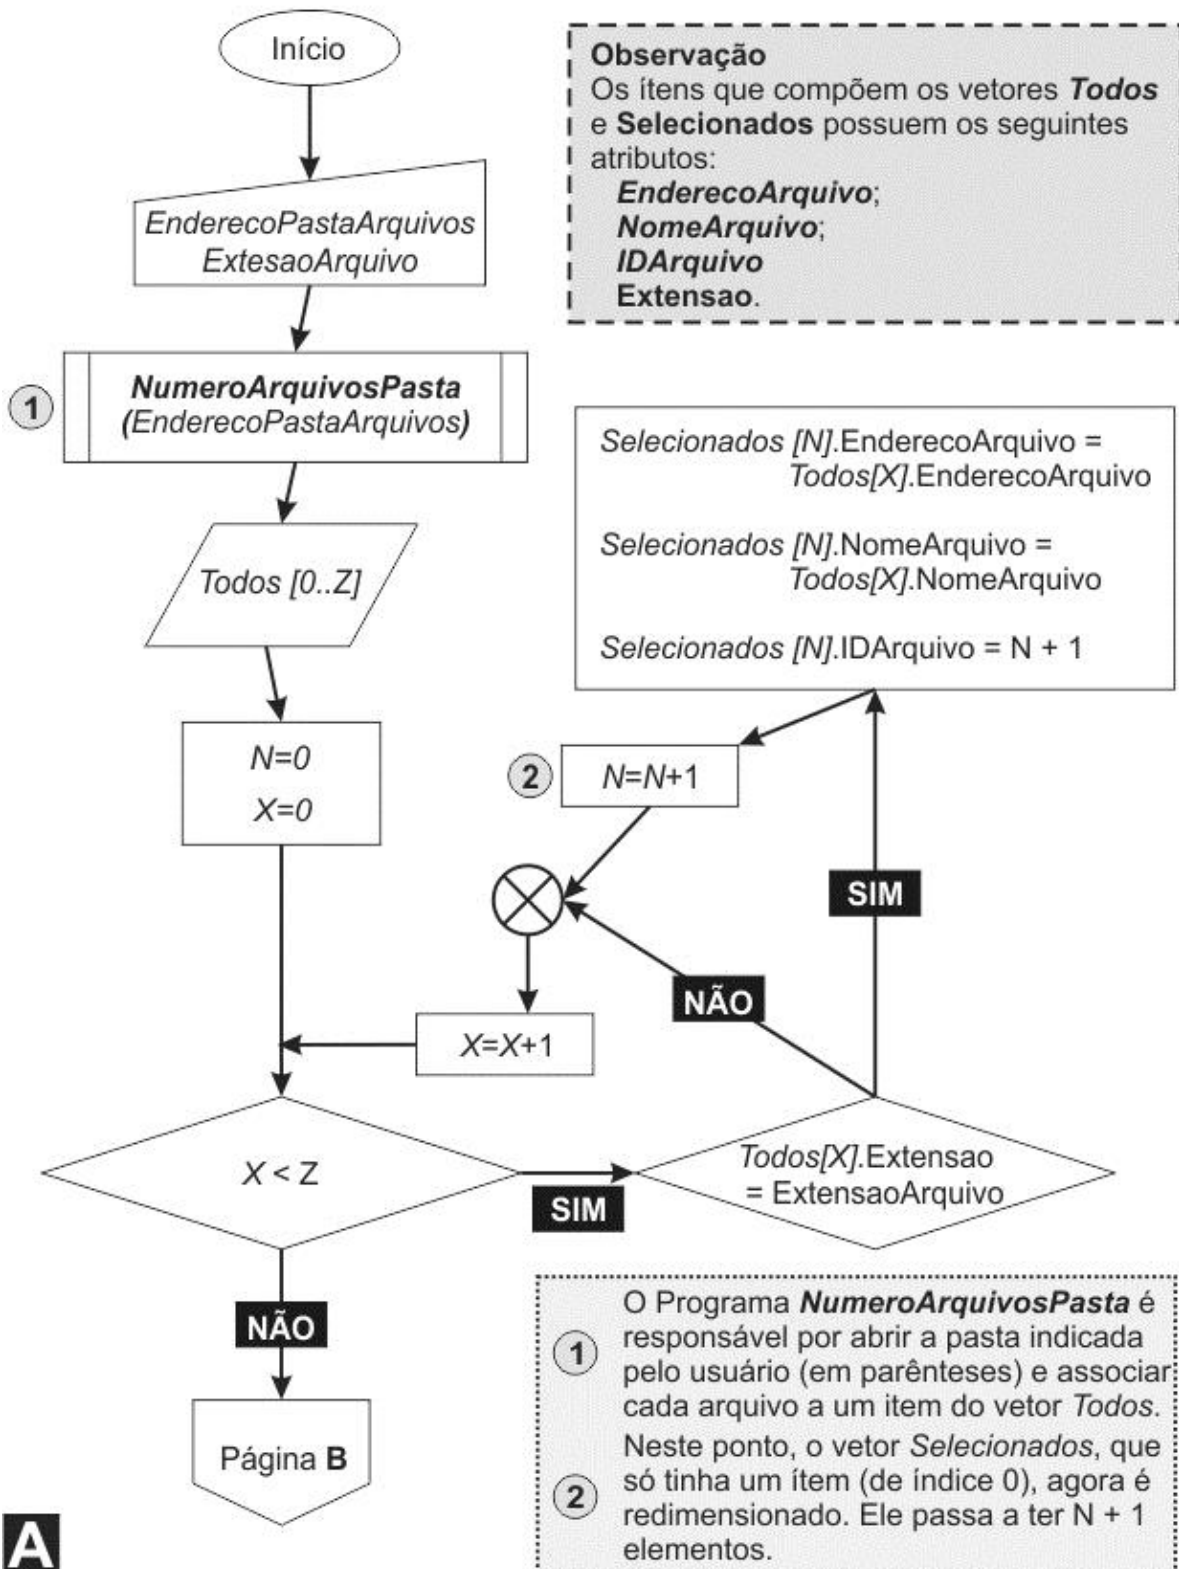 Início
Observação
Os ítens que compõem os vetores Todos
e Selecionados possuem os seguintes
atributos:
EnderecoArquivo;
NomeArquivo;
IDArquivo
Extensao.
EnderecoPastaArquivos
ExtesaoArquivo
1
NumeroArquivosPasta
(EnderecoPastaArquivos)
Selecionados [N].EnderecoArquivo =
Todos[X].EnderecoArquivo
Selecionados [N].NomeArquivo =
Todos[X].NomeArquivo
Selecionados [N].IDArquivo = N + 1
Todos [0..Z]
N=0
X=0
2
N=N+1
SIM
NÃO
X=X+1
X < Z
SIM
Todos[X].Extensao
= ExtensaoArquivo
NÃO
Página B
1
O Programa NumeroArquivosPasta é
responsável por abrir a pasta indicada
pelo usuário (em parênteses) e associar
cada arquivo a um item do vetor Todos.
2
Neste ponto, o vetor Selecionados, que
só tinha um ítem (de índice 0), agora é
redimensionado. Ele passa a ter N + 1
elementos.
A